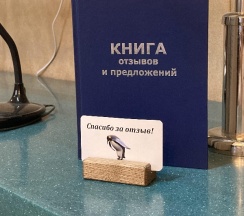 КНИГА
отзывов
и предложений
Спасибо за отзыв!